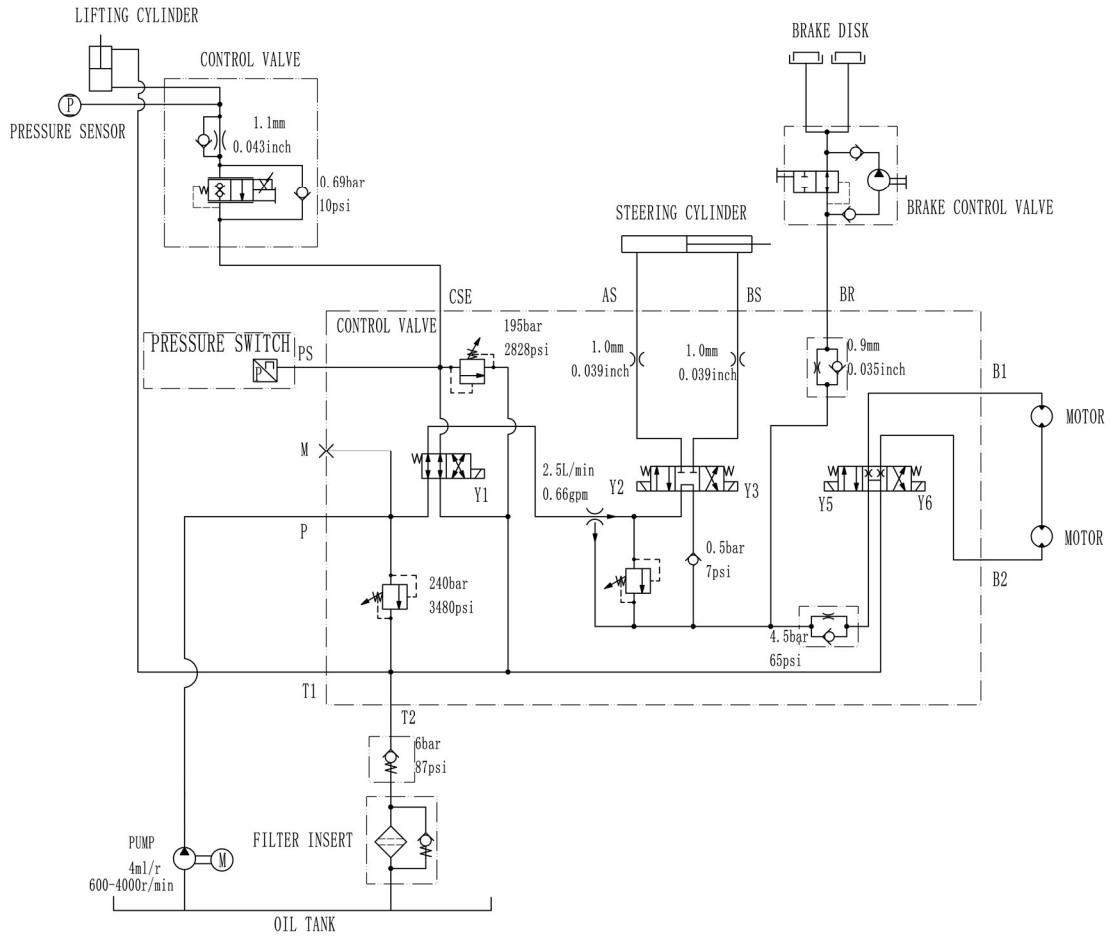 LIFTING CYLINDER
BRAKE DISK
CONTROL VALVE
P
PRESSURE SENSOR
1.1mm
0.043inch
0.69bar
10psi
BRAKE CONTROL VALVE
STEERING CYLINDER
CSE
AS
BS
BR
CONTROL VALVE
195bar
2828psi
PRESSURE SWITCH
P
PS
1.0mm
0.039inch
1.0mm
0.039inch
0.9mm
0.035inch
B1
MOTOR
M
Y1
2.5L/min
0.66gpm
Y2
Y3
Y5
Y6
P
MOTOR
0.5bar
7psi
B2
240bar
3480psi
4.5bar
65psi
T1
T2
6bar
87psi
FILTER INSERT
PUMP
4ml/r
600-4000r/min
M
OIL TANK